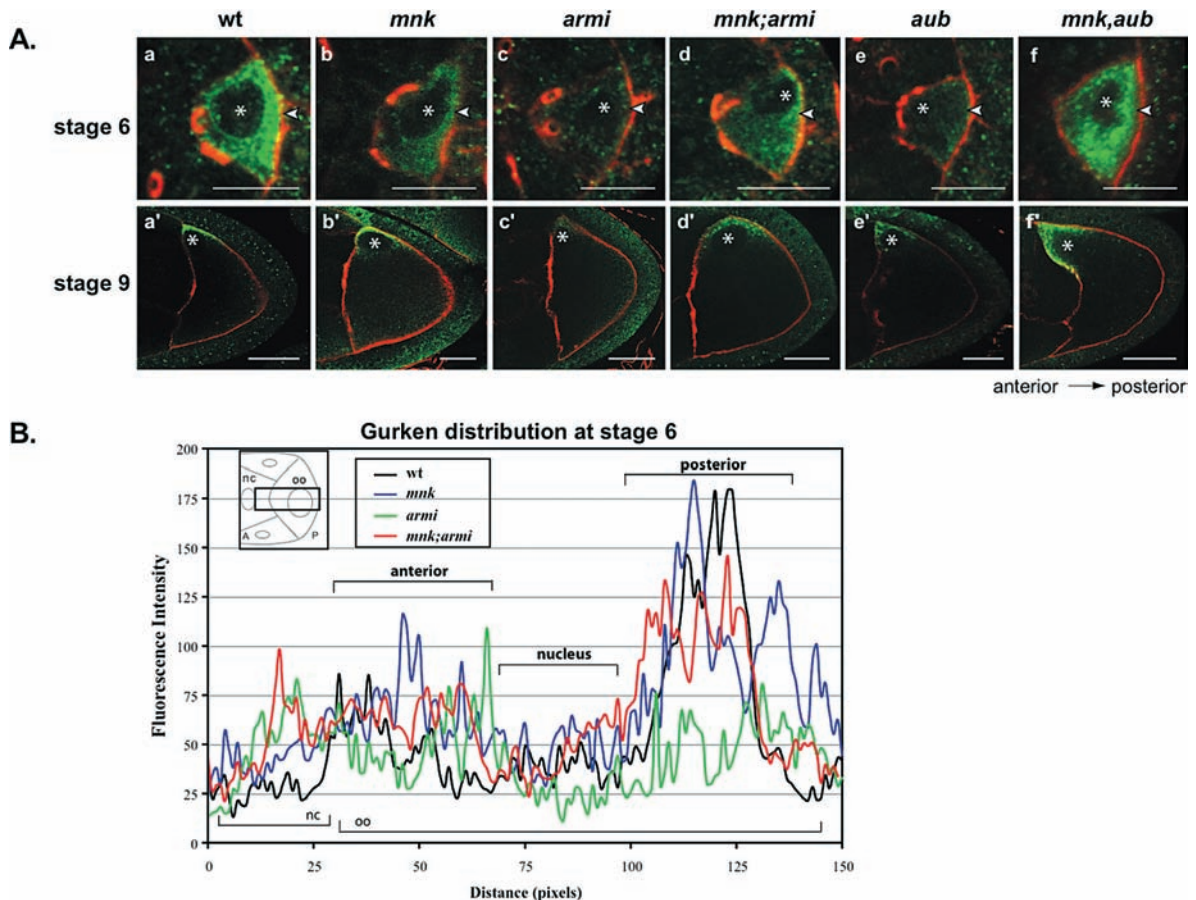 A.
wt mnk armi mnk;armi aub mnk,aub
stage 6
a b c d e f
* * * * * *
stage 9
a' b' c' d' e' f'
* * * * * *
anterior → posterior
B.
Gurken distribution at stage 6
Fluorescence Intensity
200
175
150
125
100
75
50
25
0
nc oo
A P
wt
mnk
armi
mnk;armi
anterior
nucleus
posterior
nc oo
0 25 50 75 100 125 150
Distance (pixels)